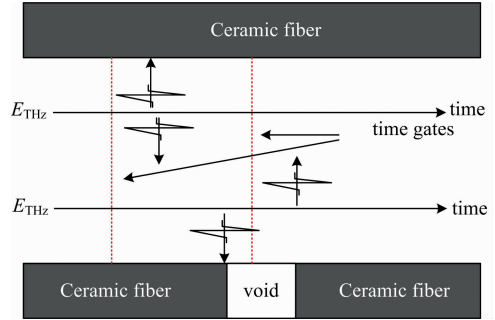 Ceramic fiber
E_THz time
time gates
E_THz time
Ceramic fiber void Ceramic fiber